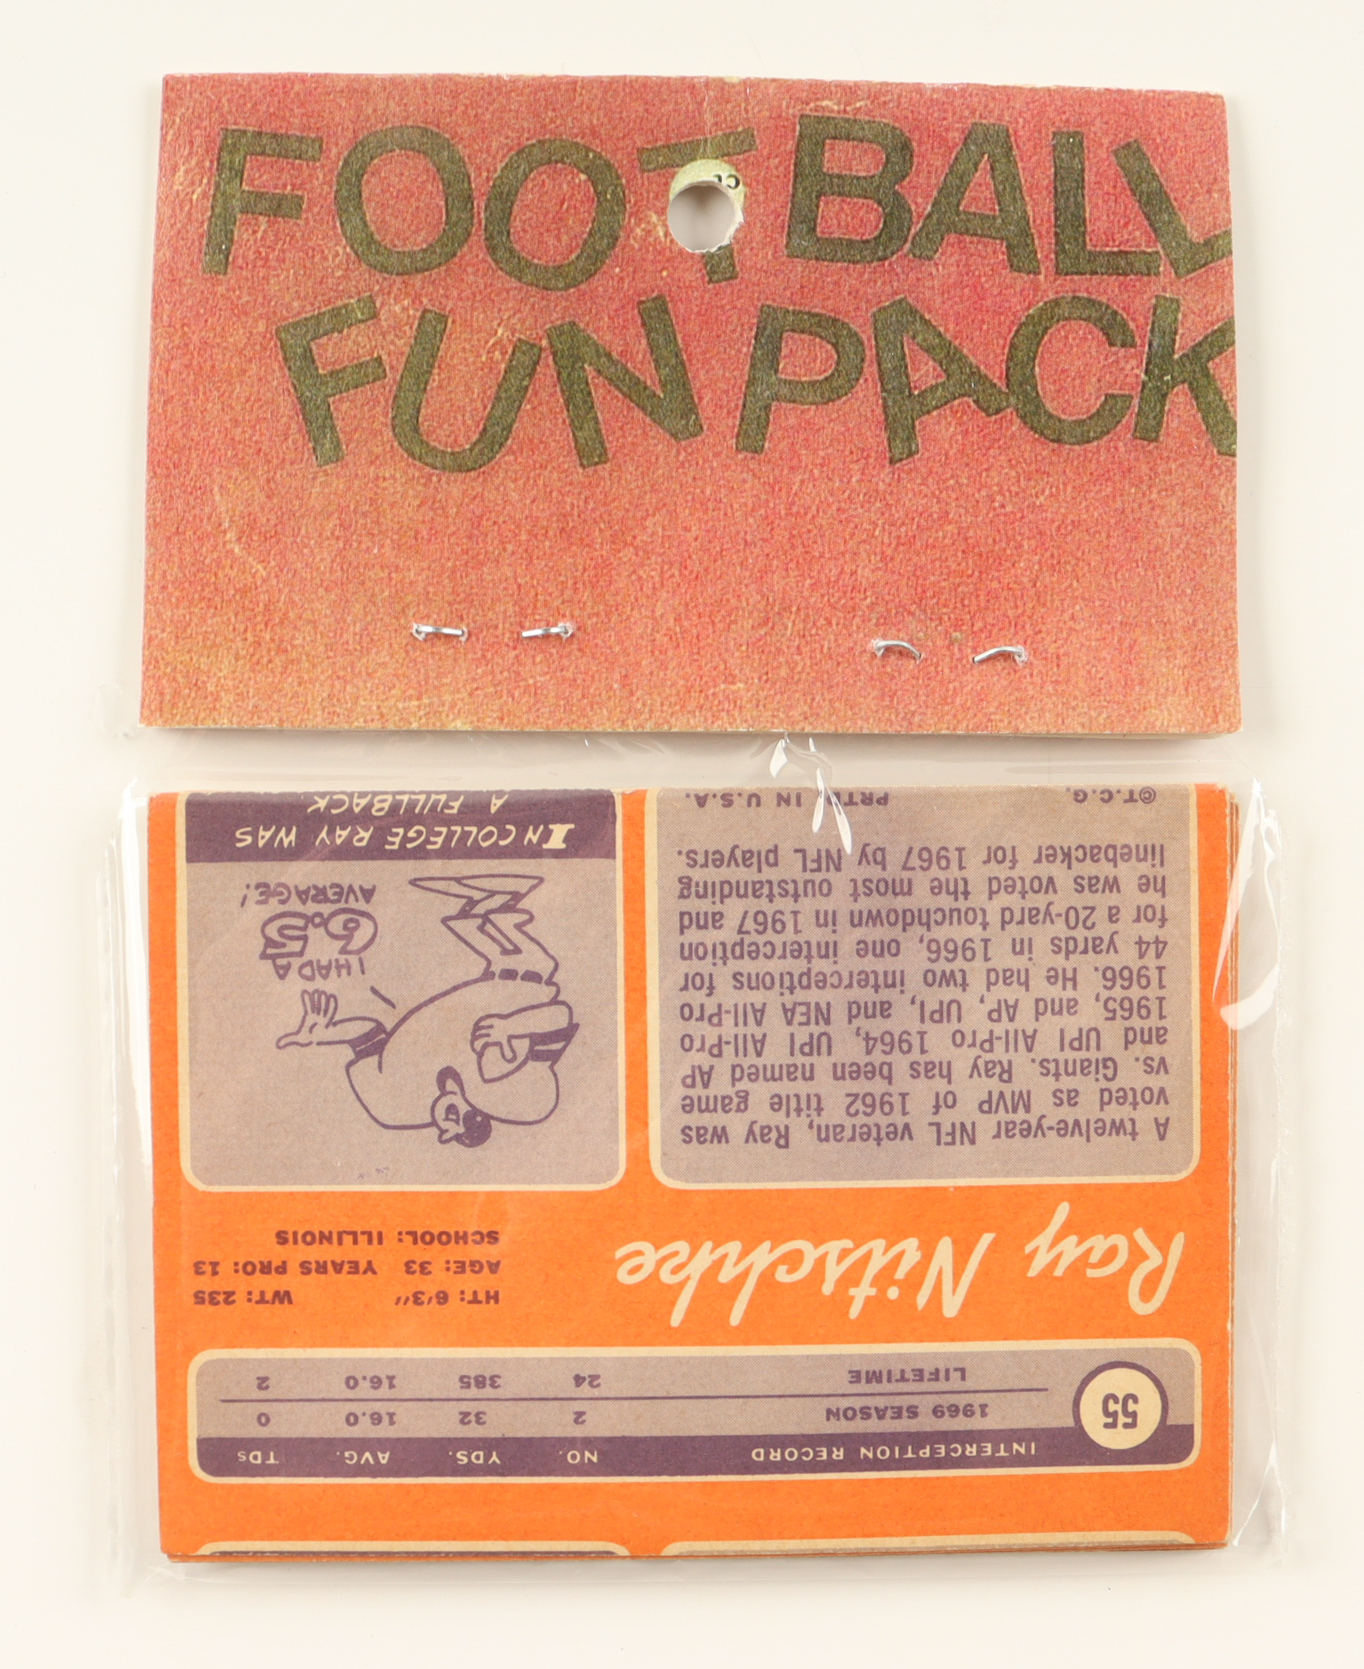 FOOTBALL
FUN PACK
INTERCEPTION RECORD NO. YDS. AVG. TDs
55
1969 SEASON 2 32 16.0 0
LIFETIME 24 385 16.0 2
Ray Nitschke
HT: 6'3" WT: 235
AGE: 33 YEARS PRO: 13
SCHOOL: ILLINOIS
A twelve-year NFL veteran, Ray was
voted as MVP of 1962 title game
vs. Giants. Ray has been named AP
and UPI All-Pro 1964, UPI All-Pro
1965, and AP, UPI, and NEA All-Pro
1966. He had two interceptions for
44 yards in 1966, one interception
for a 20-yard touchdown in 1967 and
he was voted the most outstanding
linebacker for 1967 by NFL players.
©T.C.G. PRTD. IN U.S.A.
I HAD A
6.5
AVERAGE!
IN COLLEGE RAY WAS
A FULLBACK.